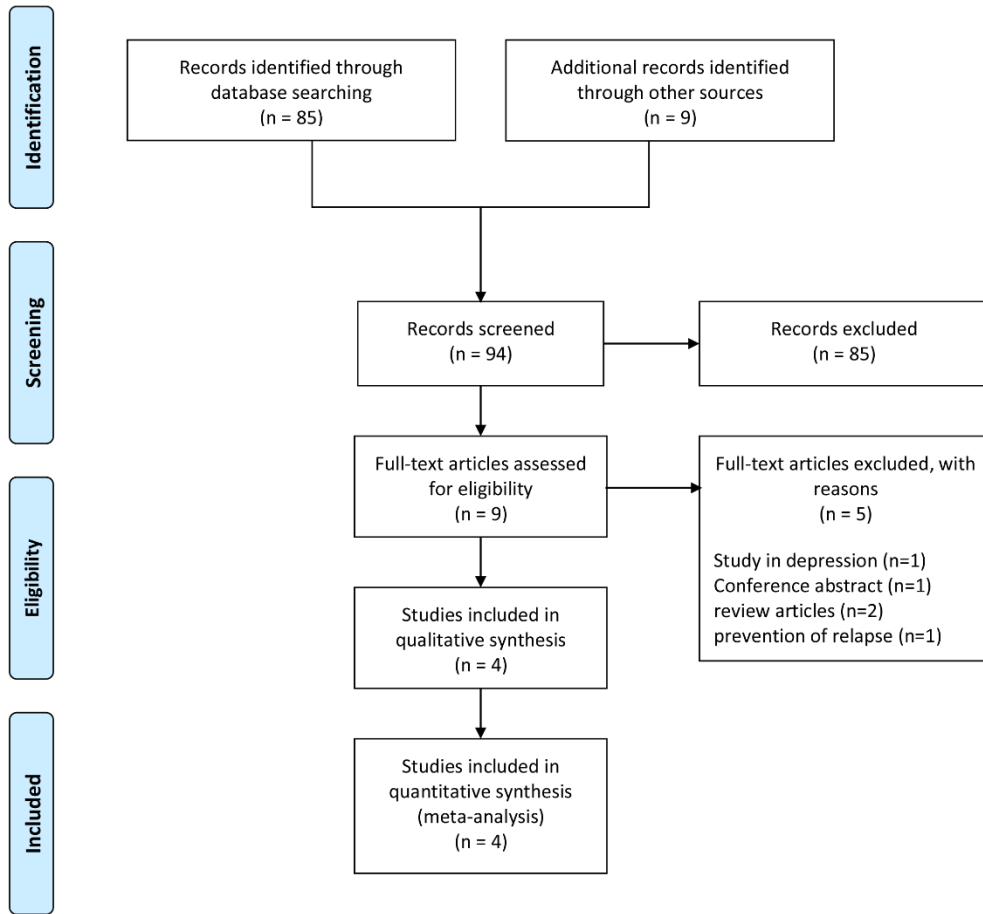 Identification
Records identified through
database searching
(n = 85)
Additional records identified
through other sources
(n = 9)
Screening
Records screened
(n = 94)
Records excluded
(n = 85)
Eligibility
Full-text articles assessed
for eligibility
(n = 9)
Full-text articles excluded, with
reasons
(n = 5)
Study in depression (n=1)
Conference abstract (n=1)
review articles (n=2)
prevention of relapse (n=1)
Studies included in
qualitative synthesis
(n = 4)
Included
Studies included in
quantitative synthesis
(meta-analysis)
(n = 4)